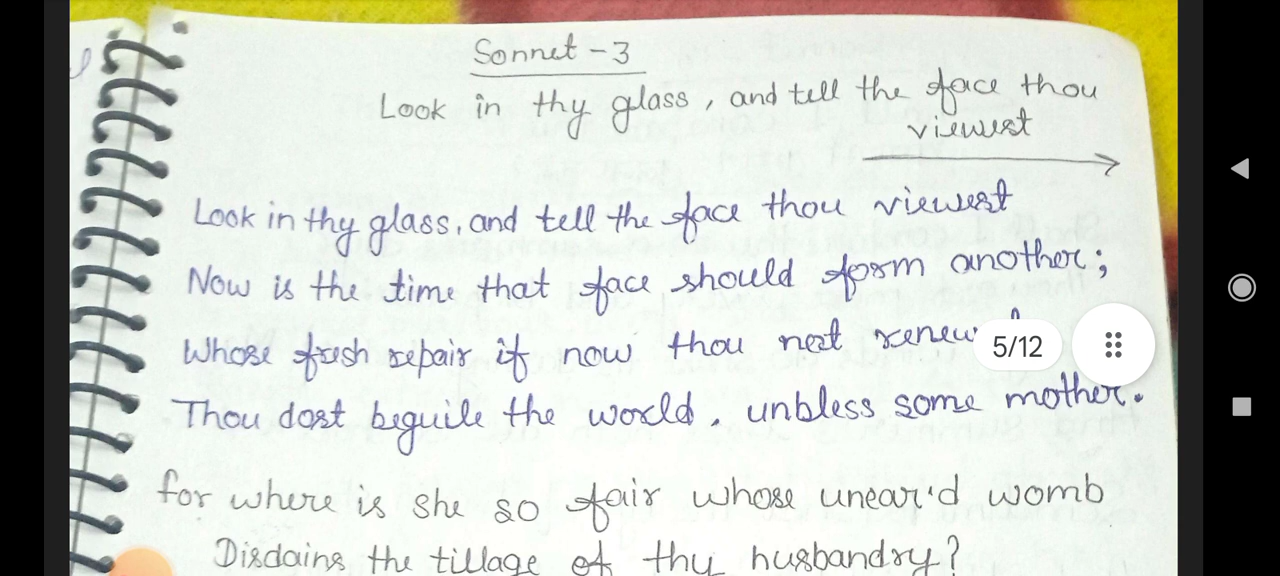 Sonnet - 3
Look in thy glass, and tell the face thou
viewest
Look in thy glass, and tell the face thou viewest
Now is the time that face should form another;
Whose fresh repair if now thou not
5/12
Thou dost beguile the world, unbless some mother.
for where is she so fair whose unear'd womb
Disdains the tillage of thy husbandry?